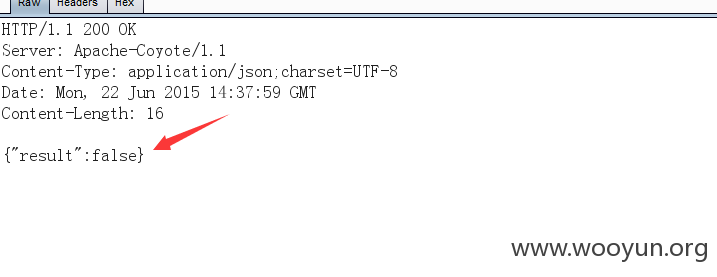 Raw Headers Hex
HTTP/1.1 200 OK
Server: Apache-Coyote/1.1
Content-Type: application/json;charset=UTF-8
Date: Mon, 22 Jun 2015 14:37:59 GMT
Content-Length: 16
{"result":false}
www.wooyun.org